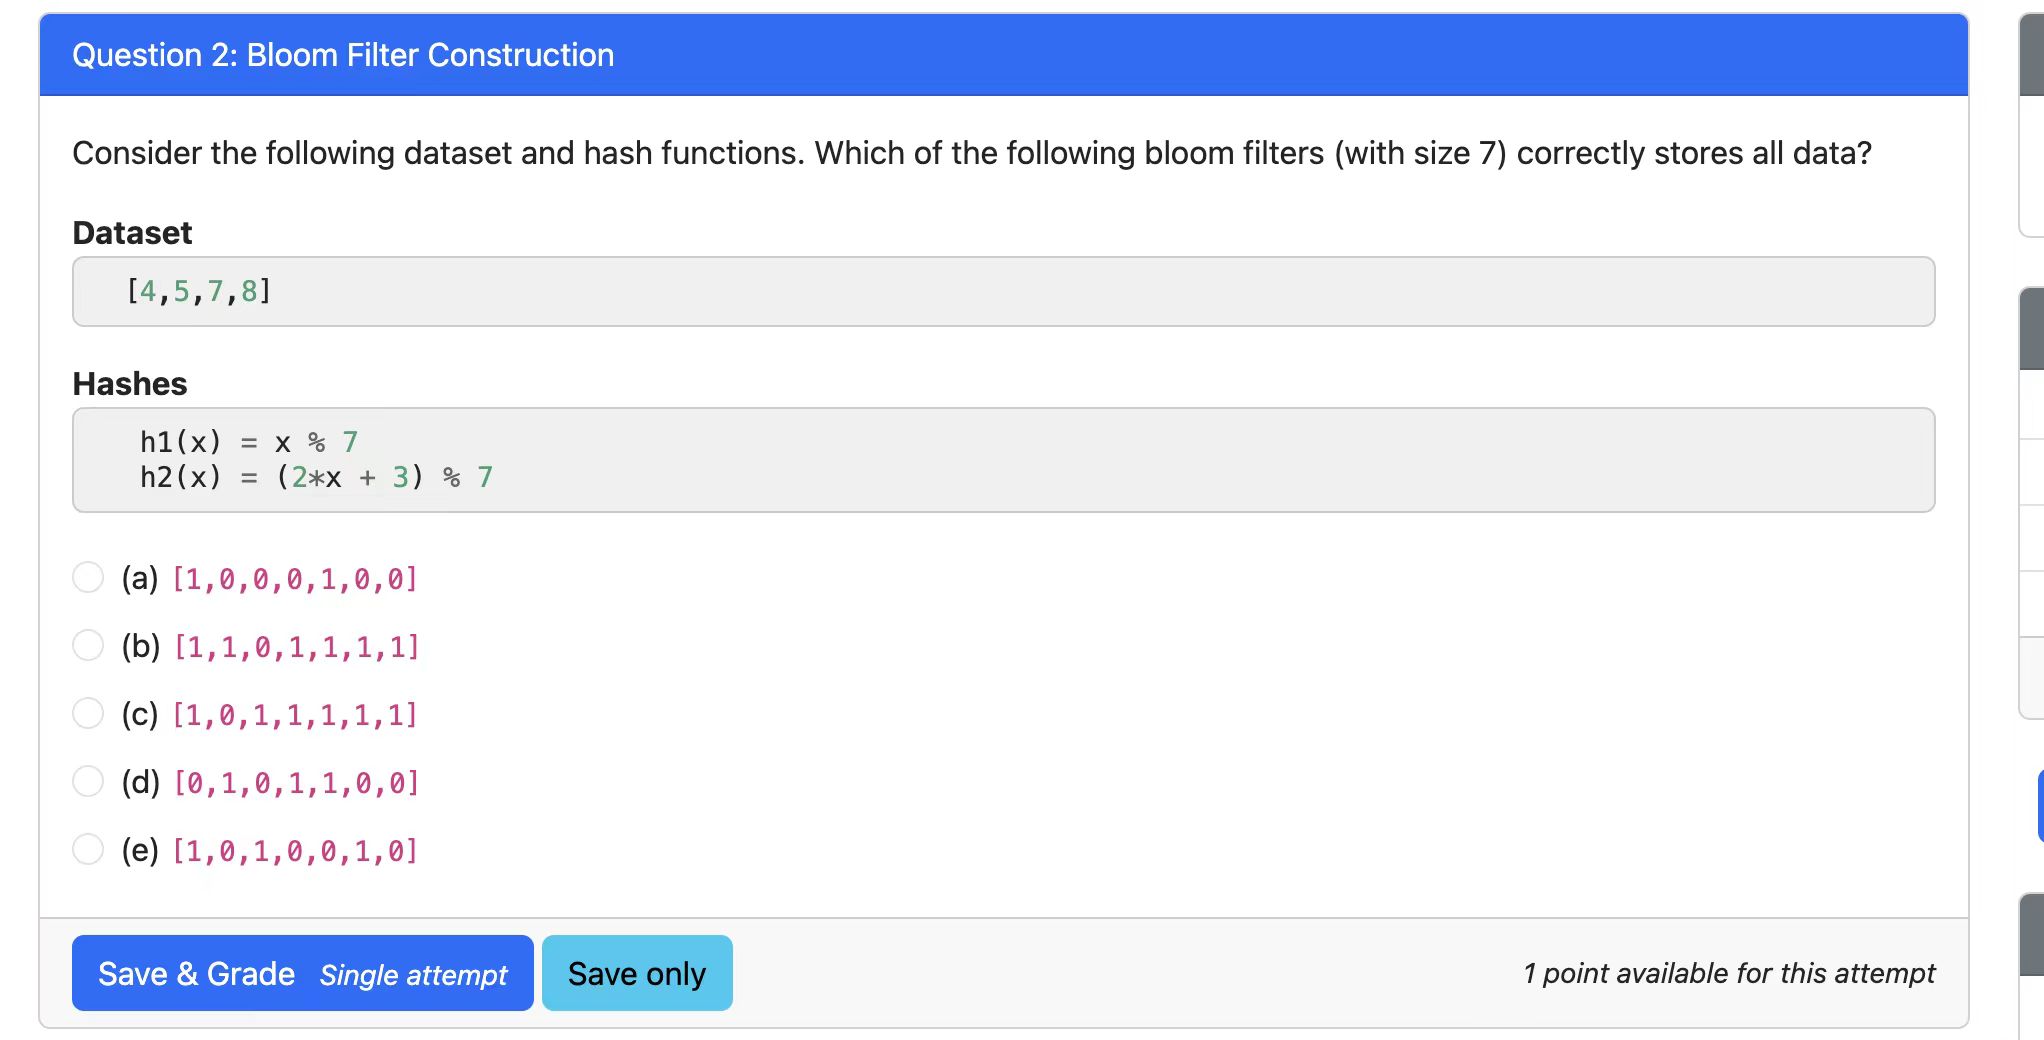 Question 2: Bloom Filter Construction
Consider the following dataset and hash functions. Which of the following bloom filters (with size 7) correctly stores all data?
Dataset
[4,5,7,8]
Hashes
h1(x) = x % 7
h2(x) = (2*x + 3) % 7
(a) [1,0,0,0,1,0,0]
(b) [1,1,0,1,1,1,1]
(c) [1,0,1,1,1,1,1]
(d) [0,1,0,1,1,0,0]
(e) [1,0,1,0,0,1,0]
Save & Grade Single attempt Save only 1 point available for this attempt